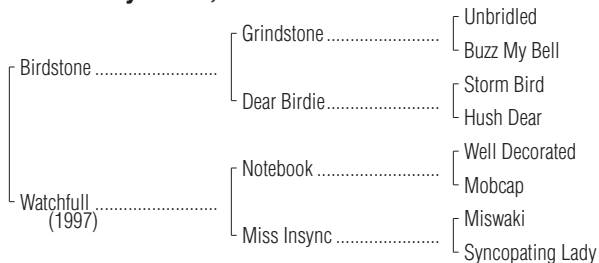 Unbridled
Grindstone ............................
Buzz My Bell
Birdstone ..............................
Storm Bird
Dear Birdie ............................
Hush Dear
Well Decorated
Notebook ..............................
Mobcap
Watchfull ..............................
(1997)
Miswaki
Miss Insync ...........................
Syncopating Lady